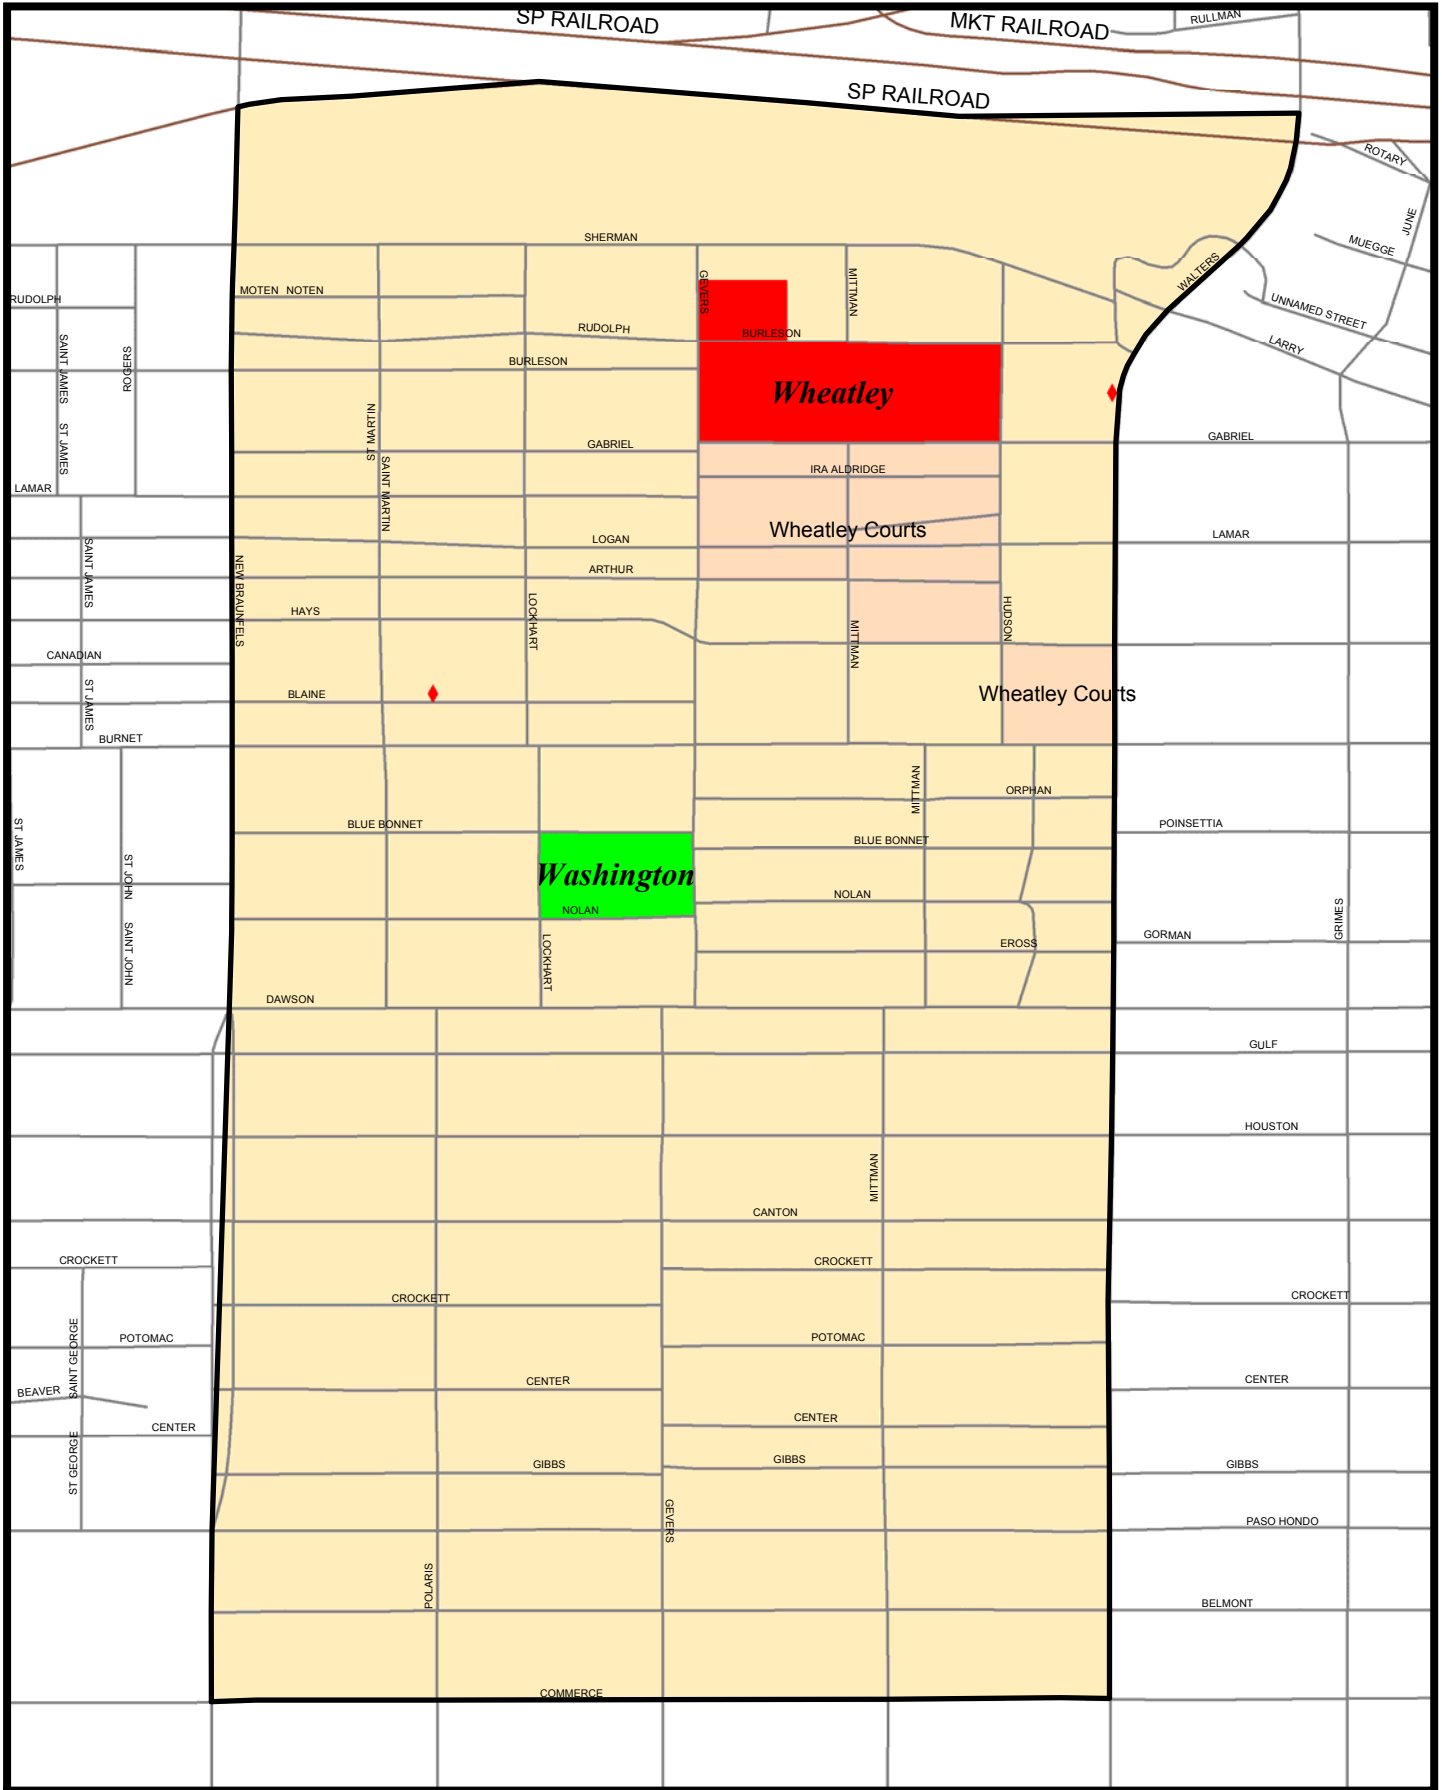 SP RAILROAD
MKT RAILROAD
RULLMAN
SP RAILROAD
ROTARY
JUNE
SHERMAN
MUEGGE
WALTERS
GEVERS
MITTMAN
MOTEN NOTEN
RUDOLPH
UNNAMED STREET
RUDOLPH
BURLESON
LARRY
SAINT JAMES
ROGERS
BURLESON
Wheatley
ST MARTIN
ST JAMES
GABRIEL
GABRIEL
IRA ALDRIDGE
SAINT MARTIN
LAMAR
Wheatley Courts
LAMAR
LOGAN
SAINT JAMES
ARTHUR
NEW BRAUNFELS
HAYS
LOCKHART
HUDSON
MITTMAN
CANADIAN
BLAINE
Wheatley Courts
ST JAMES
BURNET
MITTMAN
ORPHAN
BLUE BONNET
POINSETTIA
ST JAMES
BLUE BONNET
Washington
ST JOHN
NOLAN
NOLAN
GRIMES
GORMAN
EROSS
SAINT JOHN
LOCKHART
DAWSON
GULF
HOUSTON
MITTMAN
CANTON
CROCKETT
CROCKETT
CROCKETT
CROCKETT
SAINT GEORGE
POTOMAC
POTOMAC
CENTER
CENTER
BEAVER
CENTER
CENTER
ST GEORGE
GIBBS
GIBBS
GIBBS
GEVERS
PASO HONDO
POLARIS
BELMONT
COMMERCE